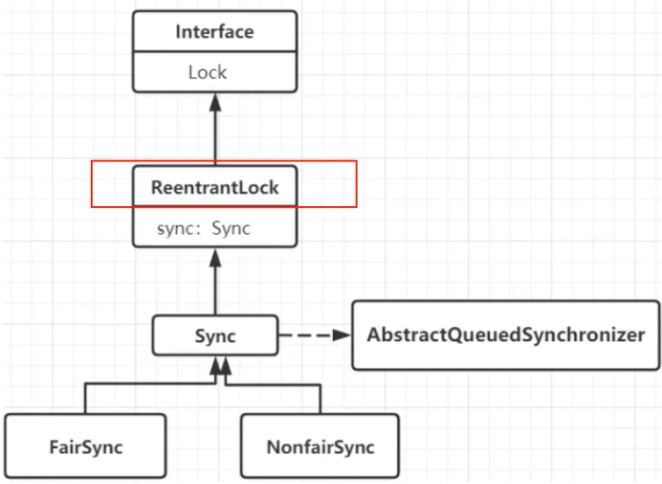 Interface
Lock
ReentrantLock
sync: Sync
Sync
AbstractQueuedSynchronizer
FairSync
NonfairSync